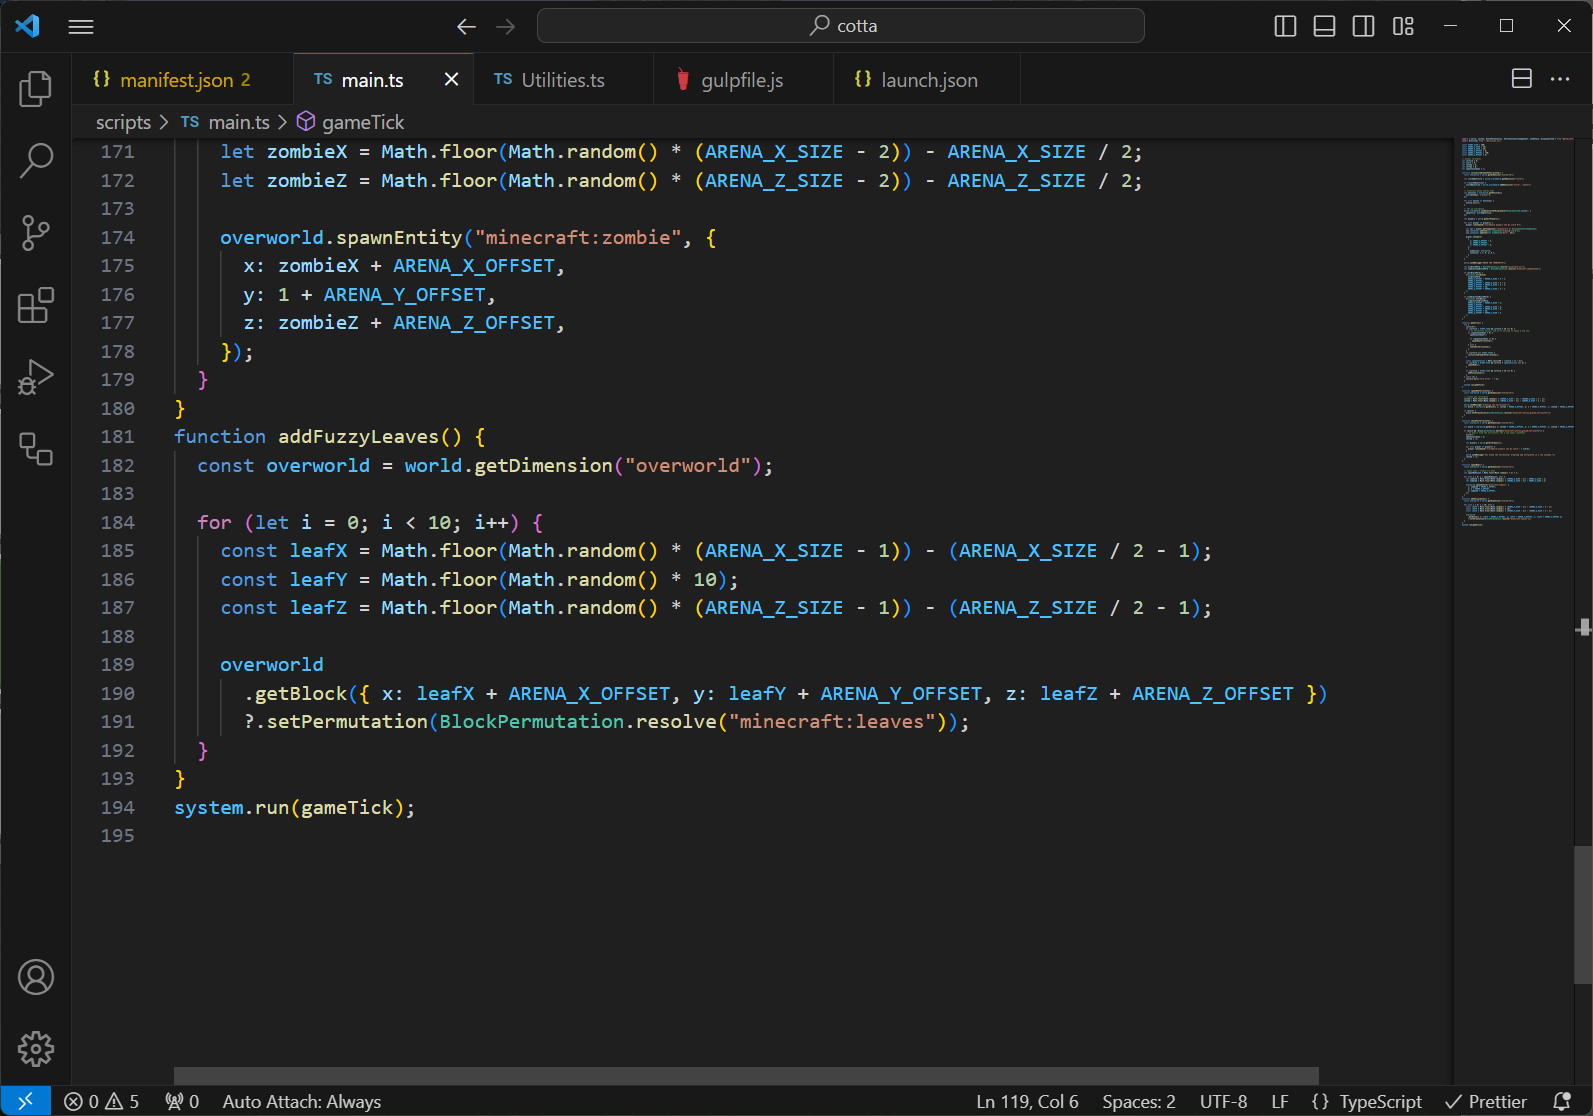 cotta
manifest.json 2
TS main.ts
TS Utilities.ts
gulpfile.js
{} launch.json
scripts > TS main.ts > gameTick
171 let zombieX = Math.floor(Math.random() * (ARENA_X_SIZE - 2)) - ARENA_X_SIZE / 2;
172 let zombieZ = Math.floor(Math.random() * (ARENA_Z_SIZE - 2)) - ARENA_Z_SIZE / 2;
173
174 overworld.spawnEntity("minecraft:zombie", {
175 x: zombieX + ARENA_X_OFFSET,
176 y: 1 + ARENA_Y_OFFSET,
177 z: zombieZ + ARENA_Z_OFFSET,
178 });
179 }
180 }
181 function addFuzzyLeaves() {
182 const overworld = world.getDimension("overworld");
183
184 for (let i = 0; i < 10; i++) {
185 const leafX = Math.floor(Math.random() * (ARENA_X_SIZE - 1)) - (ARENA_X_SIZE / 2 - 1);
186 const leafY = Math.floor(Math.random() * 10);
187 const leafZ = Math.floor(Math.random() * (ARENA_Z_SIZE - 1)) - (ARENA_Z_SIZE / 2 - 1);
188
189 overworld
190 .getBlock({ x: leafX + ARENA_X_OFFSET, y: leafY + ARENA_Y_OFFSET, z: leafZ + ARENA_Z_OFFSET })
191 ?.setPermutation(BlockPermutation.resolve("minecraft:leaves"));
192 }
193 }
194 system.run(gameTick);
195
0 5 0 Auto Attach: Always Ln 119, Col 6 Spaces: 2 UTF-8 LF {} TypeScript Prettier